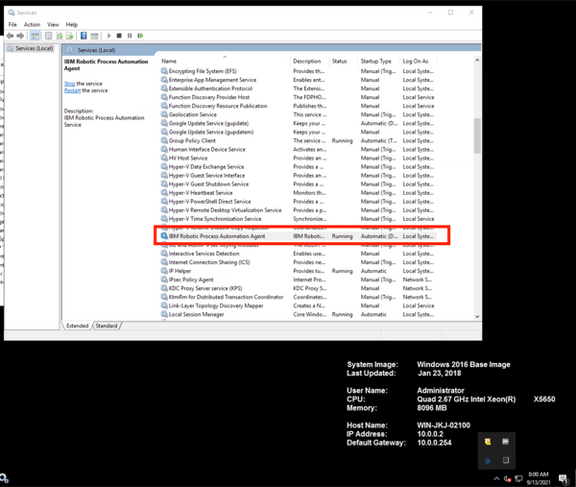 Services
File Action View Help
Services (Local)
Services (Local)
IBM Robotic Process Automation
Agent
Stop the service
Restart the service
Description:
IBM Robotic Process Automation
Service
Name Description Status Startup Type Log On As
Encrypting File System (EFS) Provides th... Manual (Trig... Local Syste...
Enterprise App Management Service Enables ent... Manual Local Syste...
Extensible Authentication Protocol The Extensi... Manual Local Syste...
Function Discovery Provider Host The FDPHO... Manual Local Service
Function Discovery Resource Publication Publishes th... Manual Local Service
Geolocation Service This service ... Manual (Trig... Local Syste...
Google Update Service (gupdate) Keeps your ... Automatic (D... Local Syste...
Google Update Service (gupdatem) Keeps your ... Manual Local Syste...
Group Policy Client The service ... Running Automatic (T... Local Syste...
Human Interface Device Service Activates an... Manual (Trig... Local Syste...
HV Host Service Provides an ... Manual (Trig... Local Syste...
Hyper-V Data Exchange Service Provides an ... Manual (Trig... Local Syste...
Hyper-V Guest Service Interface Provides an ... Manual (Trig... Local Syste...
Hyper-V Guest Shutdown Service Provides a ... Manual (Trig... Local Syste...
Hyper-V Heartbeat Service Monitors th... Manual (Trig... Local Syste...
Hyper-V PowerShell Direct Service Provides a ... Manual (Trig... Local Syste...
Hyper-V Remote Desktop Virtualization Service Provides a p... Manual (Trig... Local Syste...
Hyper-V Time Synchronization Service Synchronize... Manual (Trig... Local Service
IBM Robotic Process Automation Agent IBM Roboti... Running Automatic (D... Local Syste...
Interactive Services Detection Enables use... Manual Local Syste...
Internet Connection Sharing (ICS) Provides ne... Manual (Trig... Local Syste...
IP Helper Provides tu... Running Automatic Local Syste...
IPsec Policy Agent Internet Pro... Manual (Trig... Network S...
KDC Proxy Server service (KPS) KDC Proxy S... Manual Network S...
KtmRm for Distributed Transaction Coordinator Coordinates... Manual (Trig... Network S...
Link-Layer Topology Discovery Mapper Creates a N... Manual Local Service
Local Session Manager Core Windo... Running Automatic Local Syste...
Extended Standard
System Image: Windows 2016 Base Image
Last Updated: Jan 23, 2018
User Name: Administrator
CPU: Quad 2.67 GHz Intel Xeon(R) X5650
Memory: 8096 MB
Host Name: WIN-JKJ-02100
IP Address: 10.0.0.2
Default Gateway: 10.0.0.254
8:00 AM
9/13/2021